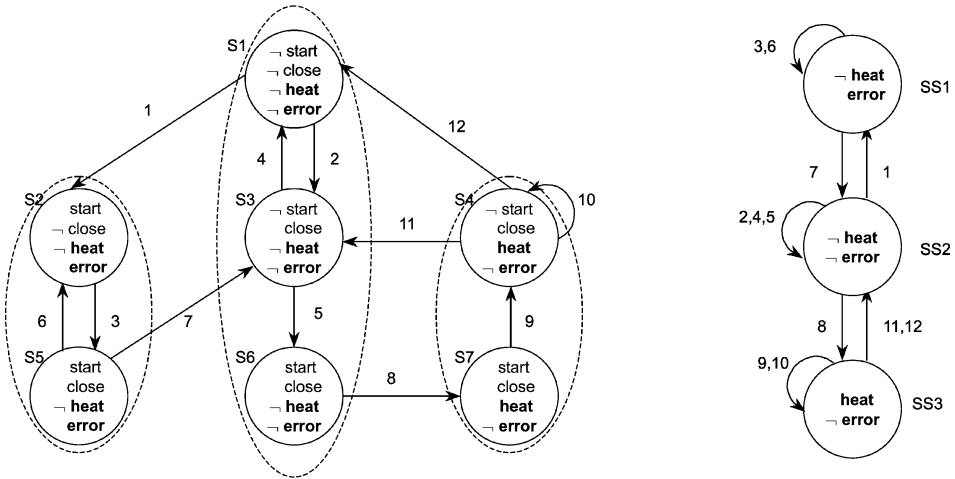 S1
¬ start
¬ close
¬ heat
¬ error
1
4
2
12
S2
start
¬ close
¬ heat
error
S3
¬ start
close
¬ heat
¬ error
S4
¬ start
close
heat
¬ error
10
11
6
3
7
5
9
S5
start
close
¬ heat
error
S6
start
close
¬ heat
¬ error
8
S7
start
close
heat
¬ error
3,6
¬ heat
error
SS1
7
1
2,4,5
¬ heat
¬ error
SS2
8
11,12
9,10
heat
¬ error
SS3